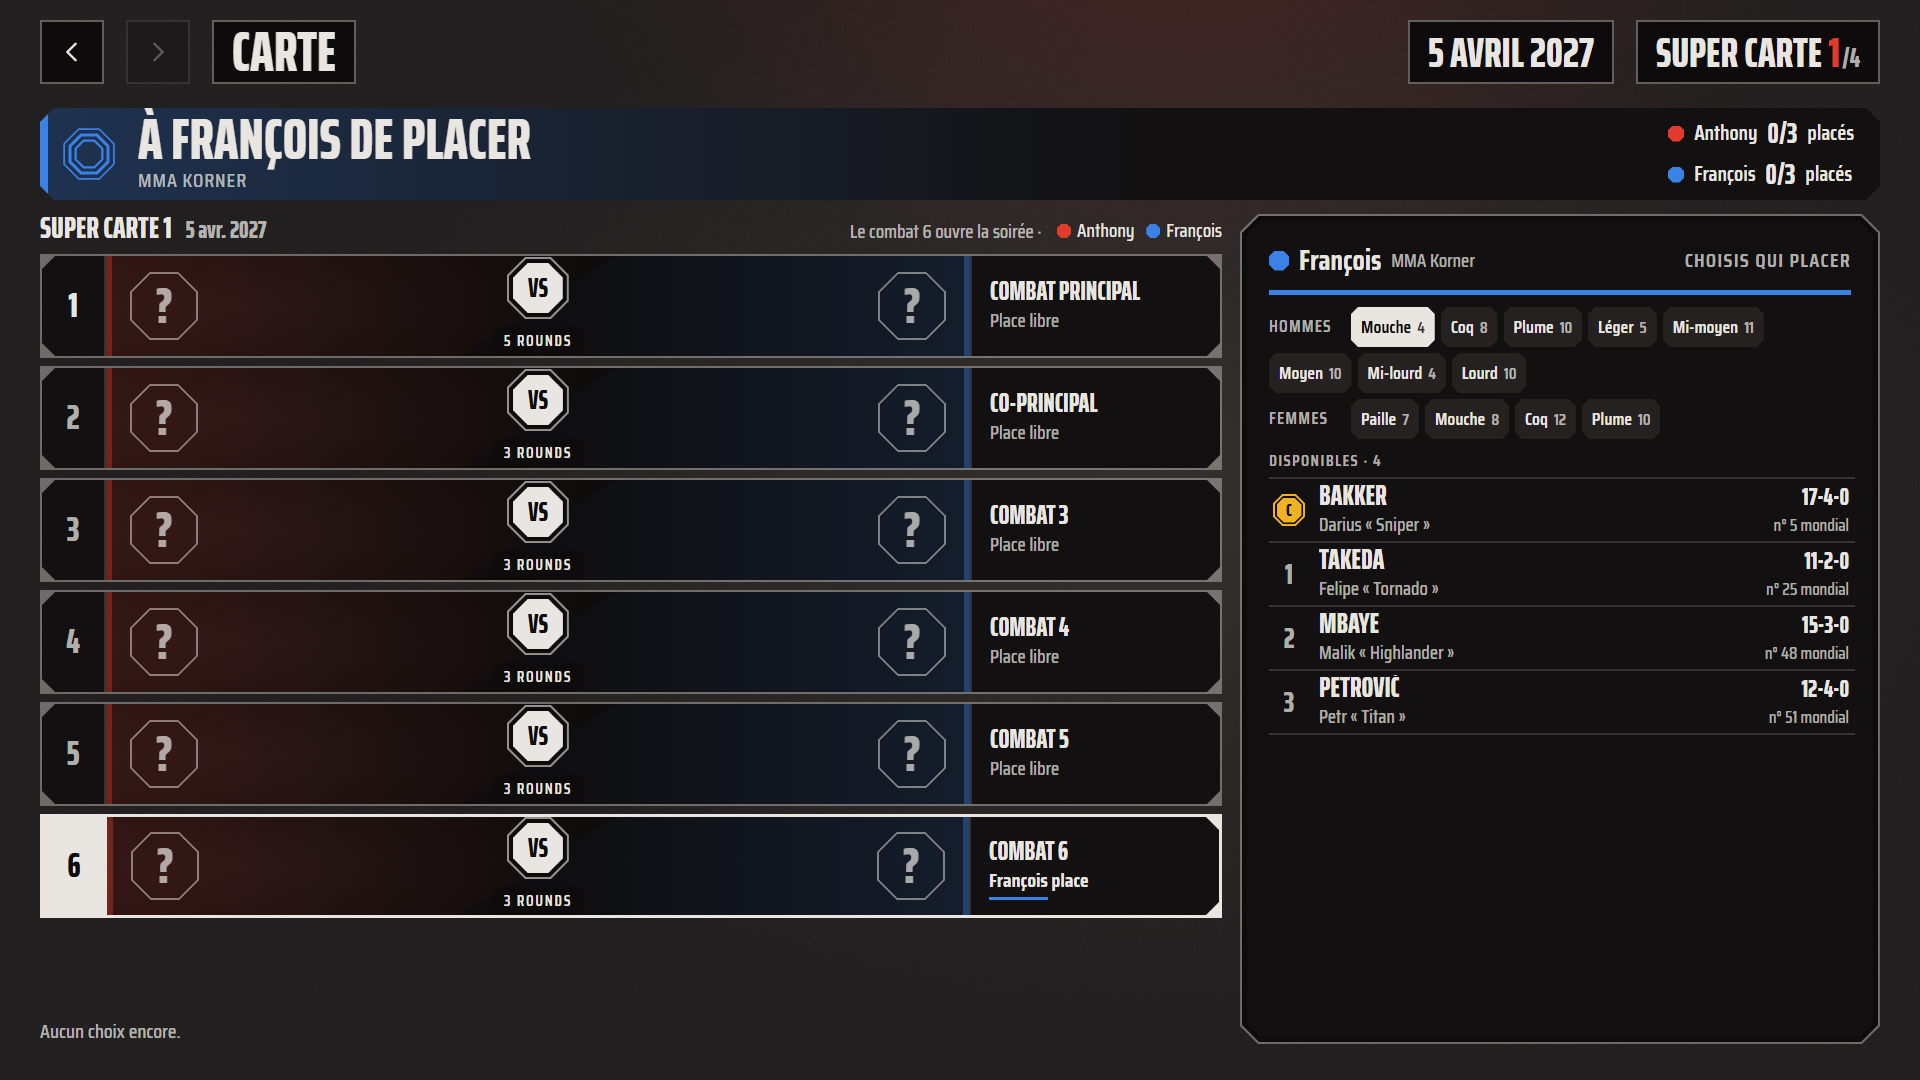 CARTE
5 AVRIL 2027
SUPER CARTE 1/4
À FRANÇOIS DE PLACER
MMA KORNER
Anthony 0/3 placés
François 0/3 placés
SUPER CARTE 1 5 avr. 2027
Le combat 6 ouvre la soirée · Anthony François
1 ? VS ? COMBAT PRINCIPAL
Place libre
5 ROUNDS
2 ? VS ? CO-PRINCIPAL
Place libre
3 ROUNDS
3 ? VS ? COMBAT 3
Place libre
3 ROUNDS
4 ? VS ? COMBAT 4
Place libre
3 ROUNDS
5 ? VS ? COMBAT 5
Place libre
3 ROUNDS
6 ? VS ? COMBAT 6
François place
3 ROUNDS
Aucun choix encore.
François MMA Korner CHOISIS QUI PLACER
HOMMES Mouche 4 Coq 8 Plume 10 Léger 5 Mi-moyen 11
Moyen 10 Mi-lourd 4 Lourd 10
FEMMES Paille 7 Mouche 8 Coq 12 Plume 10
DISPONIBLES · 4
C BAKKER 17-4-0
Darius « Sniper » n° 5 mondial
1 TAKEDA 11-2-0
Felipe « Tornado » n° 25 mondial
2 MBAYE 15-3-0
Malik « Highlander » n° 48 mondial
3 PETROVIĆ 12-4-0
Petr « Titan » n° 51 mondial